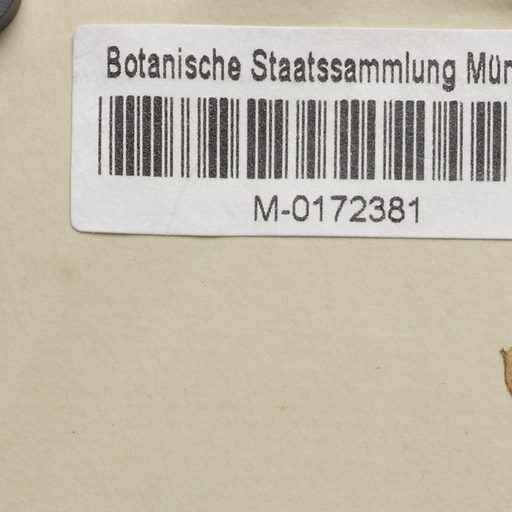 Botanische Staatssammlung Mün
M-0172381